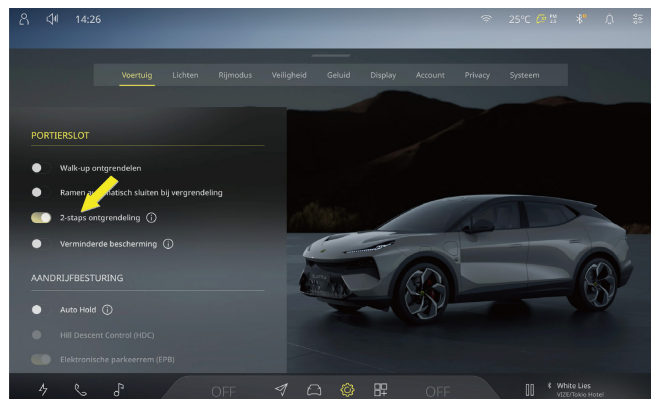 14:26
25°C
Voertuig Lichten Rijmodus Veiligheid Geluid Display Account Privacy Systeem
PORTIERSLOT
Walk-up ontgrendelen
Ramen automatisch sluiten bij vergrendeling
2-staps ontgrendeling
Verminderde bescherming
AANDRIJFBESTURING
Auto Hold
Hill Descent Control (HDC)
Elektronische parkeerrem (EPB)
OFF OFF
White Lies
VIZE/Tokio Hotel